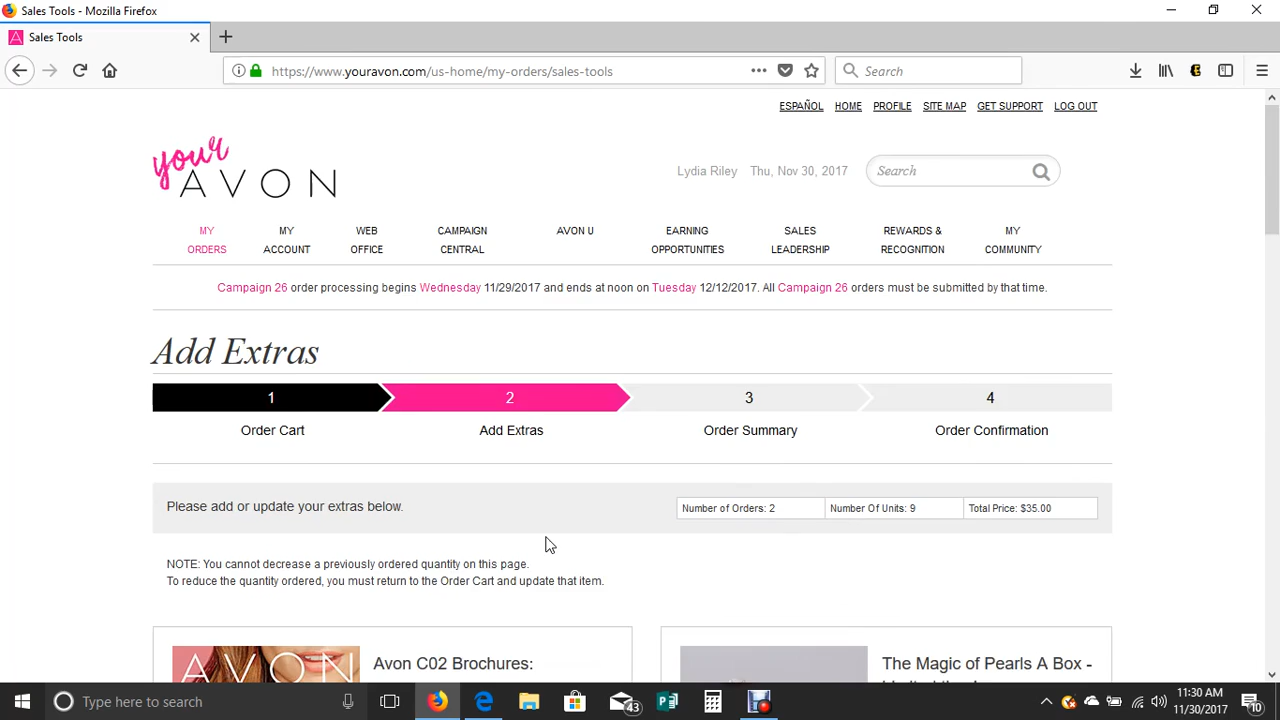 Sales Tools - Mozilla Firefox
Sales Tools
https://www.youravon.com/us-home/my-orders/sales-tools
Search
ESPAÑOL HOME PROFILE SITE MAP GET SUPPORT LOG OUT
your AVON
Lydia Riley Thu, Nov 30, 2017 Search
MY ORDERS
MY ACCOUNT
WEB OFFICE
CAMPAIGN CENTRAL
AVON U
EARNING OPPORTUNITIES
SALES LEADERSHIP
REWARDS & RECOGNITION
MY COMMUNITY
Campaign 26 order processing begins Wednesday 11/29/2017 and ends at noon on Tuesday 12/12/2017. All Campaign 26 orders must be submitted by that time.
Add Extras
1 2 3 4
Order Cart Add Extras Order Summary Order Confirmation
Please add or update your extras below. Number of Orders: 2 Number Of Units: 9 Total Price: $35.00
NOTE: You cannot decrease a previously ordered quantity on this page.
To reduce the quantity ordered, you must return to the Order Cart and update that item.
AVON
Avon C02 Brochures:
The Magic of Pearls A Box -
Type here to search
43
11:30 AM
11/30/2017
10